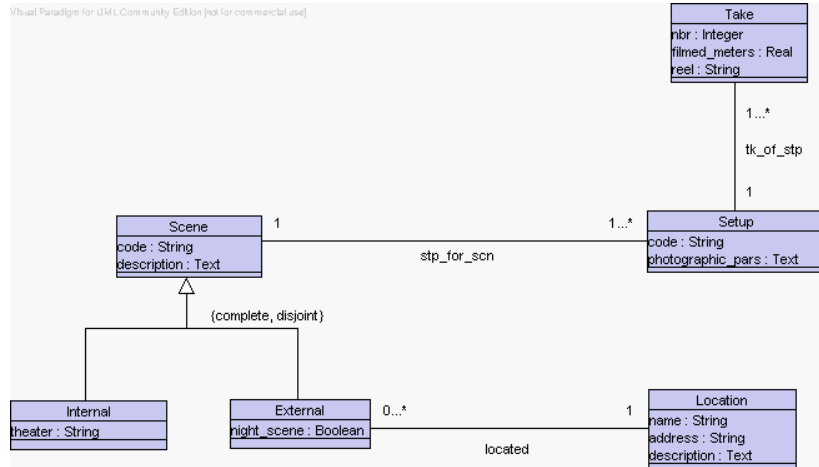 Visual Paradigm for UML Community Edition [not for commercial use]
Take
nbr : Integer
filmed_meters : Real
reel : String
1...*
tk_of_stp
1
Scene
code : String
description : Text
1
1...*
stp_for_scn
Setup
code : String
photographic_pars : Text
{complete, disjoint}
Internal
theater : String
External
night_scene : Boolean
0...*
1
located
Location
name : String
address : String
description : Text